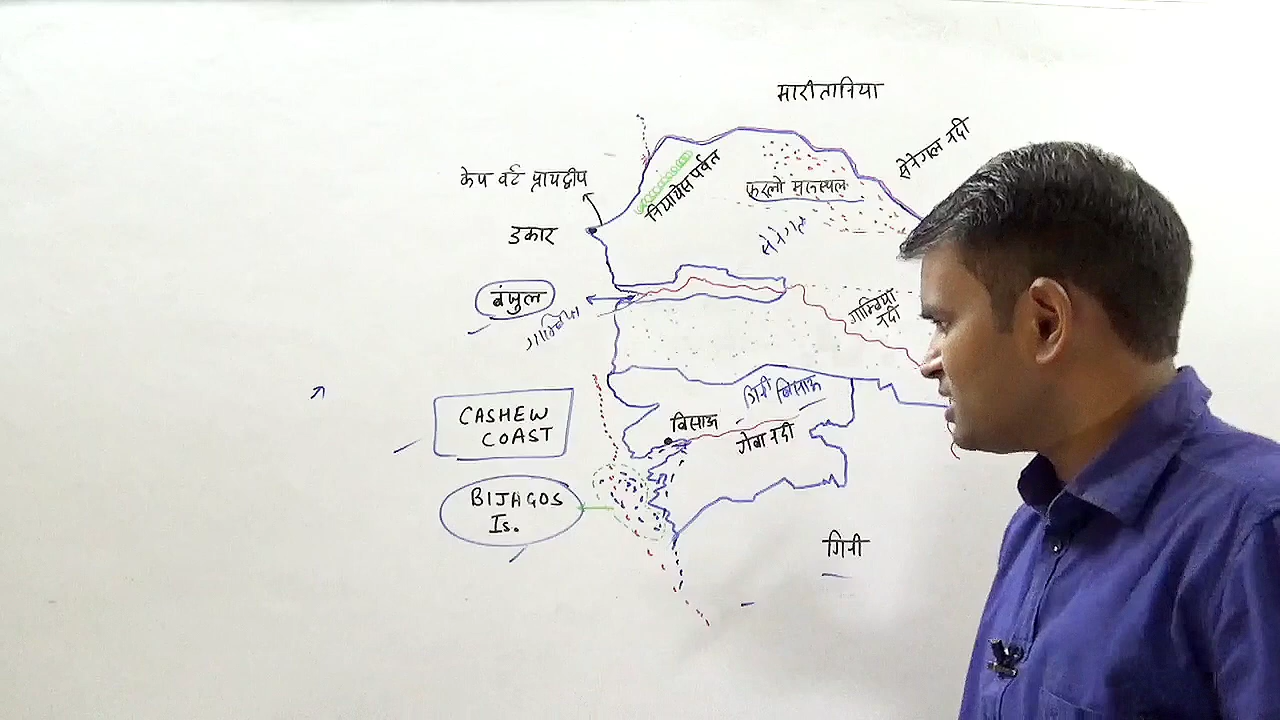 मारीतानिया
सेनेगल नदी
केप वर्ट प्रायद्वीप
नियायेस पर्वत
फरलो मरुस्थल
सेनेगल
डकार
बंजुल
गाम्बिया
गाम्बिया
नदी
गिनी बिसाऊ
CASHEW
COAST
बिसाऊ
गेबा नदी
BIJAGOS
Is.
गिनी